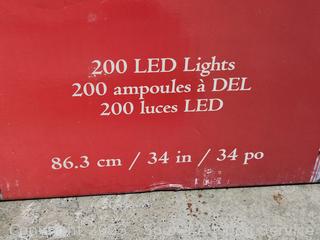 200 LED Lights
200 ampoules à DEL
200 luces LED
86.3 cm / 34 in / 34 po